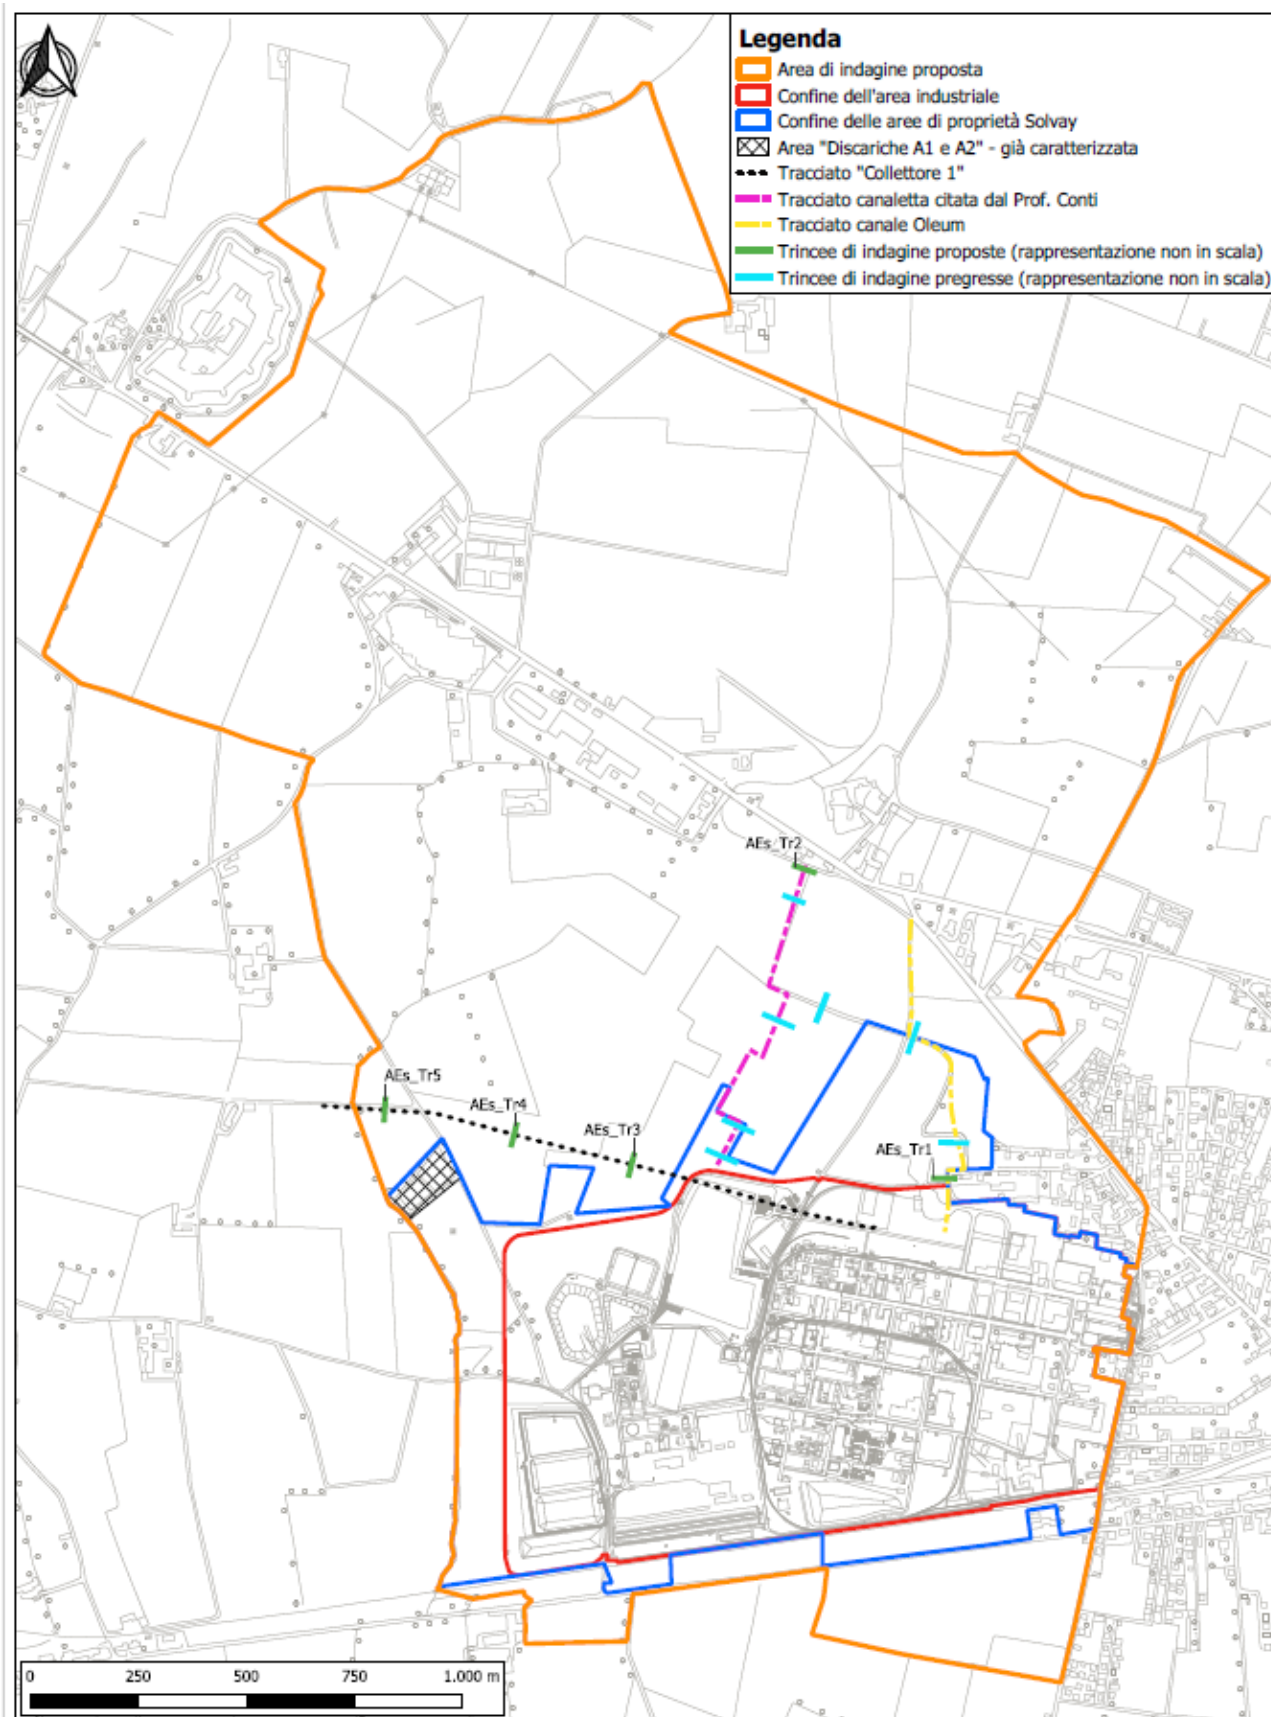 Legenda
Area di indagine proposta
Confine dell'area industriale
Confine delle aree di proprietà Solvay
Area "Discariche A1 e A2" - già caratterizzata
Tracciato "Collettore 1"
Tracciato canaletta citata dal Prof. Conti
Tracciato canale Oleum
Trincee di indagine proposte (rappresentazione non in scala)
Trincee di indagine pregresse (rappresentazione non in scala)
AEs_Tr2
AEs_Tr5
AEs_Tr4
AEs_Tr3
AEs_Tr1
0 250 500 750 1.000 m